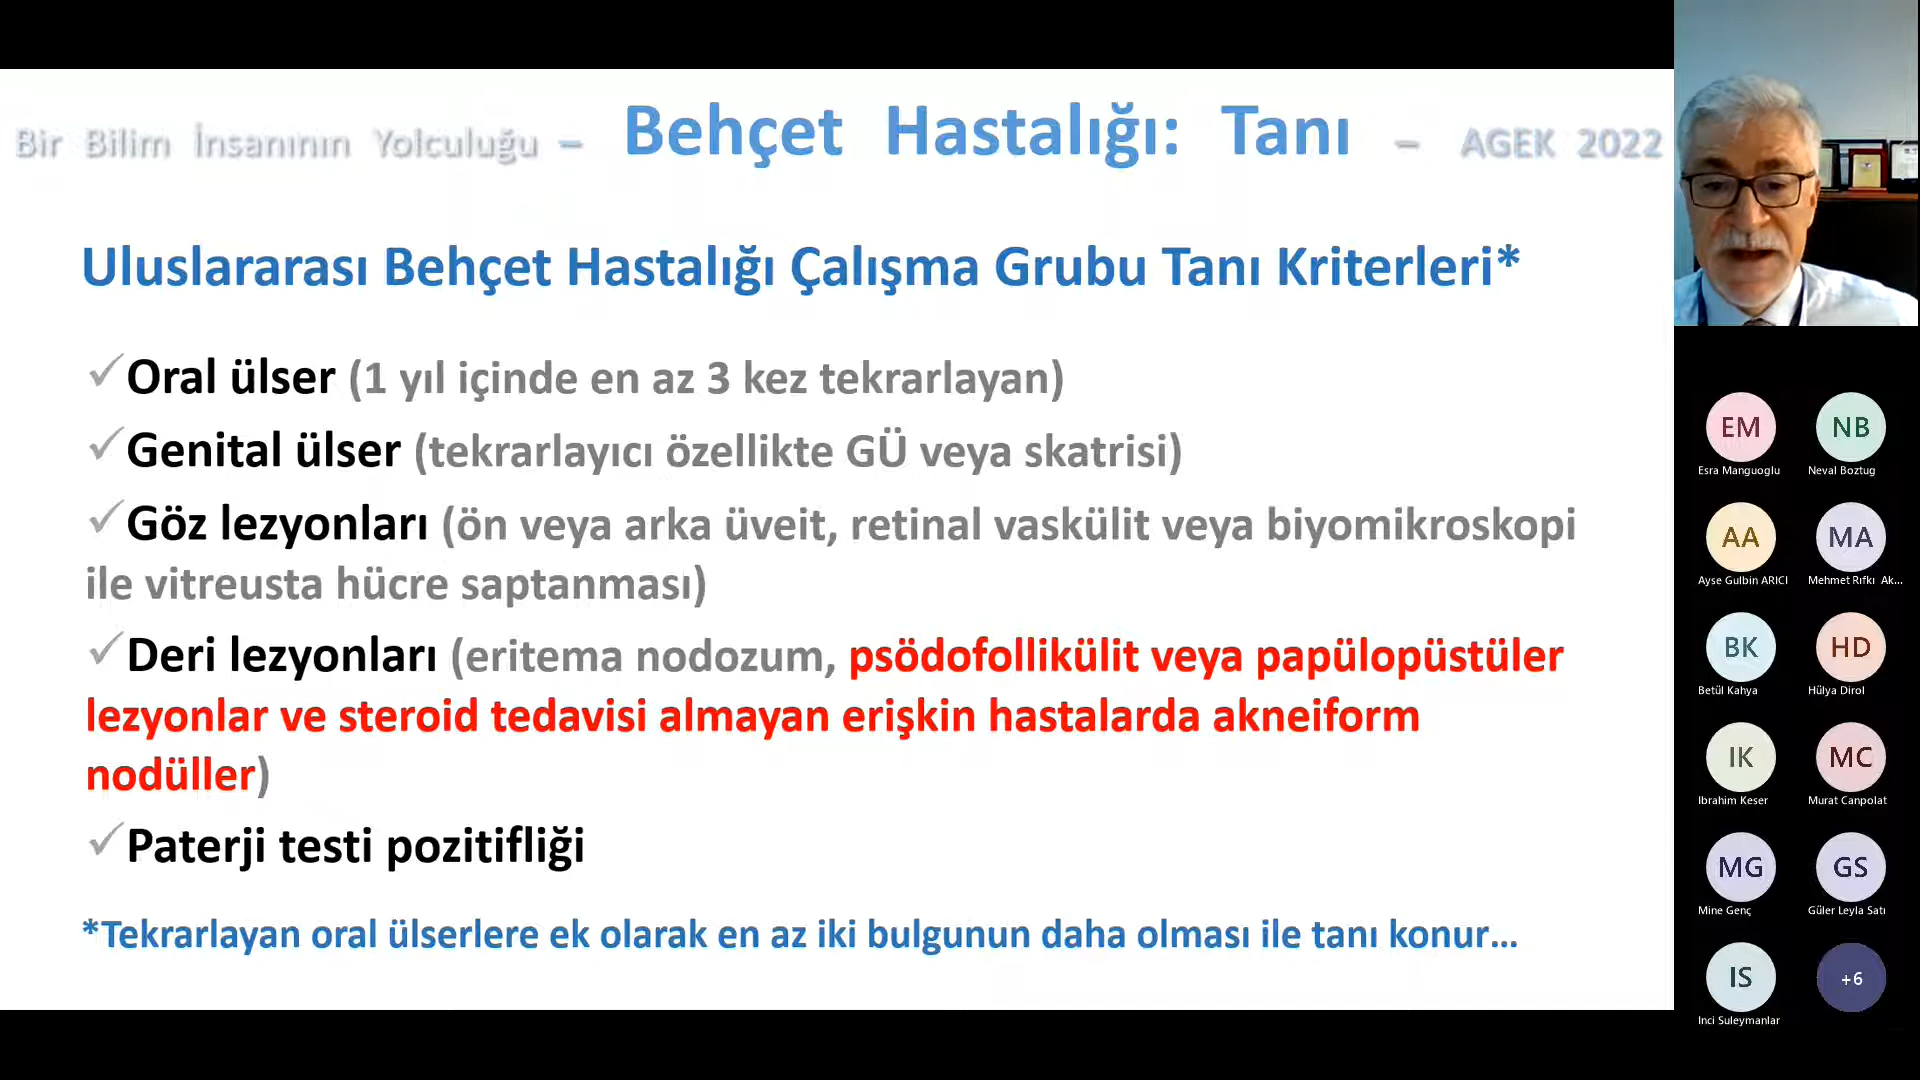 Bir Bilim İnsanının Yolculuğu – Behçet Hastalığı: Tanı – AGEK 2022
Uluslararası Behçet Hastalığı Çalışma Grubu Tanı Kriterleri*
✓Oral ülser (1 yıl içinde en az 3 kez tekrarlayan)
✓Genital ülser (tekrarlayıcı özellikte GÜ veya skatrisi)
✓Göz lezyonları (ön veya arka üveit, retinal vaskülit veya biyomikroskopi
ile vitreusta hücre saptanması)
✓Deri lezyonları (eritema nodozum, psödofollikülit veya papülopüstüler
lezyonlar ve steroid tedavisi almayan erişkin hastalarda akneiform
nodüller)
✓Paterji testi pozitifliği
*Tekrarlayan oral ülserlere ek olarak en az iki bulgunun daha olması ile tanı konur...
EM NB
Esra Manguoglu Neval Boztug
AA MA
Ayse Gulbin ARICI Mehmet Rıfkı Ak...
BK HD
Betül Kahya Hülya Dirol
IK MC
Ibrahim Keser Murat Canpolat
MG GS
Mine Genç Güler Leyla Satı
IS +6
Inci Suleymanlar